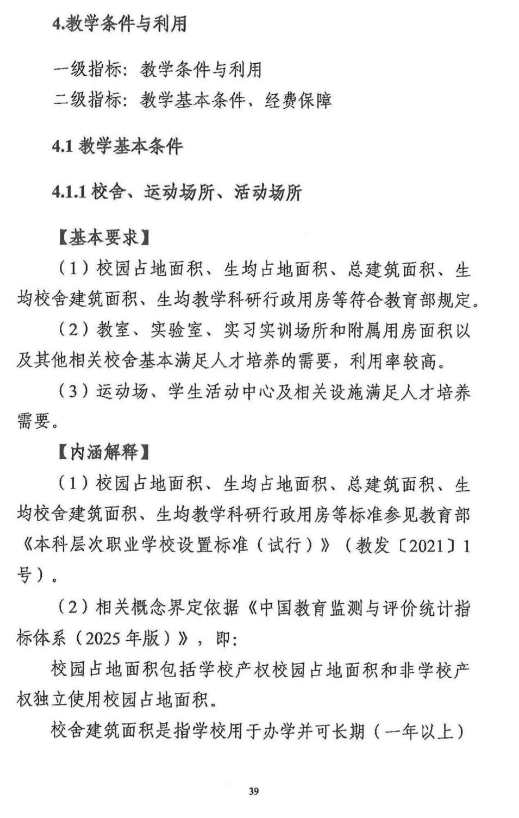 4.教学条件与利用
一级指标：教学条件与利用
二级指标：教学基本条件、经费保障
4.1 教学基本条件
4.1.1 校舍、运动场所、活动场所
【基本要求】
（1）校园占地面积、生均占地面积、总建筑面积、生
均校舍建筑面积、生均教学科研行政用房等符合教育部规定。
（2）教室、实验室、实习实训场所和附属用房面积以
及其他相关校舍基本满足人才培养的需要，利用率较高。
（3）运动场、学生活动中心及相关设施满足人才培养
需要。
【内涵解释】
（1）校园占地面积、生均占地面积、总建筑面积、生
均校舍建筑面积、生均教学科研行政用房等标准参见教育部
《本科层次职业学校设置标准（试行）》（教发〔2021〕1
号）。
（2）相关概念界定依据《中国教育监测与评价统计指
标体系（2025 年版）》，即：
校园占地面积包括学校产权校园占地面积和非学校产
权独立使用校园占地面积。
校舍建筑面积是指学校用于办学并可长期（一年以上）
39